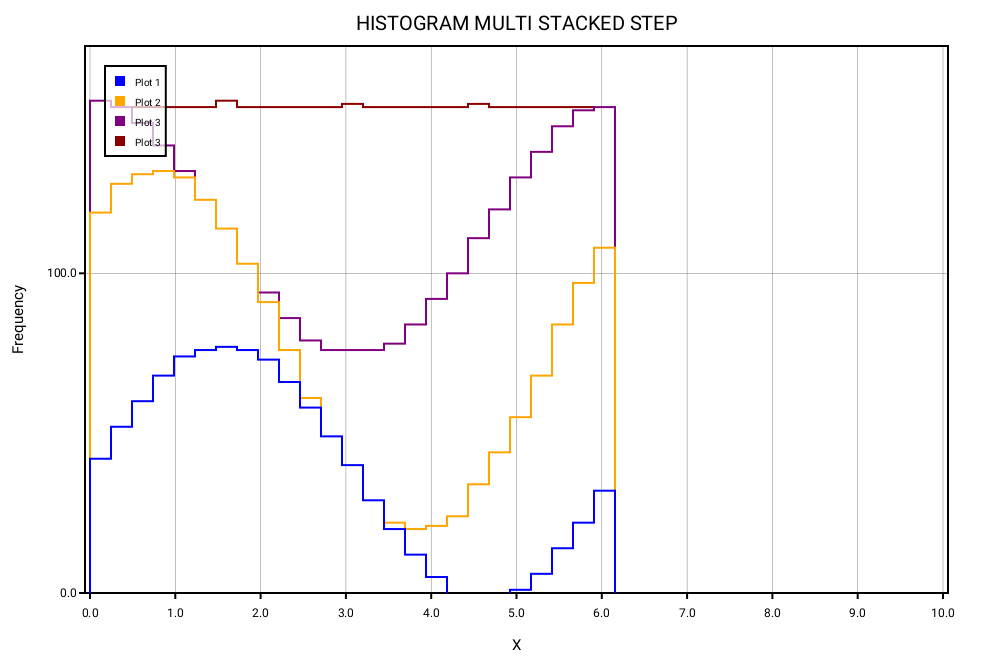 HISTOGRAM MULTI STACKED STEP
Plot 1
Plot 2
Plot 3
Plot 3
100.0
0.0
Frequency
0.0 1.0 2.0 3.0 4.0 5.0 6.0 7.0 8.0 9.0 10.0
X